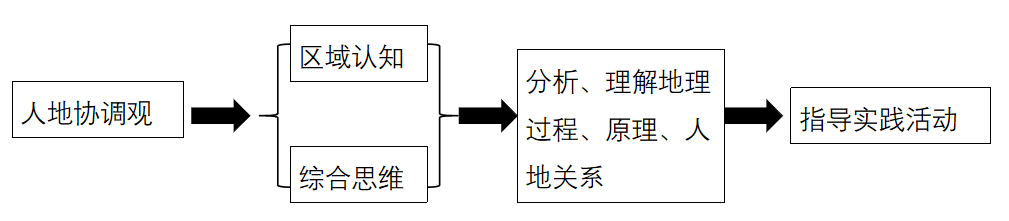 人地协调观
区域认知
综合思维
分析、理解地理
过程、原理、人
地关系
指导实践活动